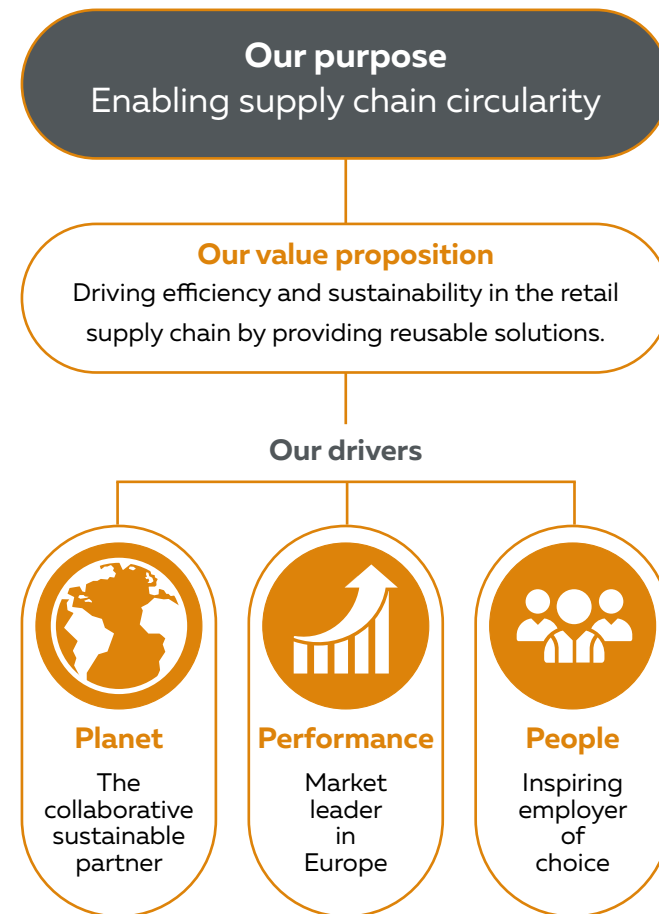 Our purpose
Enabling supply chain circularity
Our value proposition
Driving efficiency and sustainability in the retail
supply chain by providing reusable solutions.
Our drivers
Planet
The
collaborative
sustainable
partner
Performance
Market
leader
in
Europe
People
Inspiring
employer
of
choice